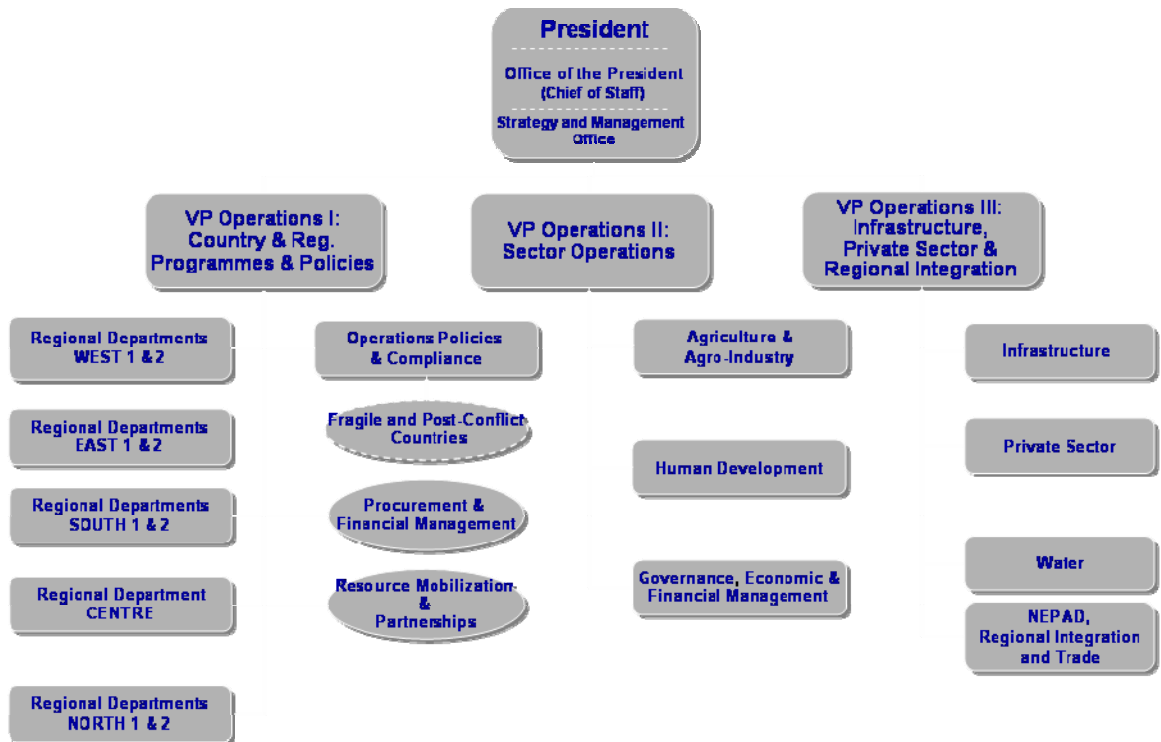 President
Office of the President
(Chief of Staff)
Strategy and Management
Office
VP Operations I:
Country & Reg.
Programmes & Policies
VP Operations II:
Sector Operations
VP Operations III:
Infrastructure,
Private Sector &
Regional Integration
Regional Departments
WEST 1 & 2
Regional Departments
EAST 1 & 2
Regional Departments
SOUTH 1 & 2
Regional Department
CENTRE
Regional Departments
NORTH 1 & 2
Operations Policies
& Compliance
Fragile and Post-Conflict
Countries
Procurement &
Financial Management
Resource Mobilization
&
Partnerships
Agriculture &
Agro-Industry
Human Development
Governance, Economic &
Financial Management
Infrastructure
Private Sector
Water
NEPAD,
Regional Integration
and Trade